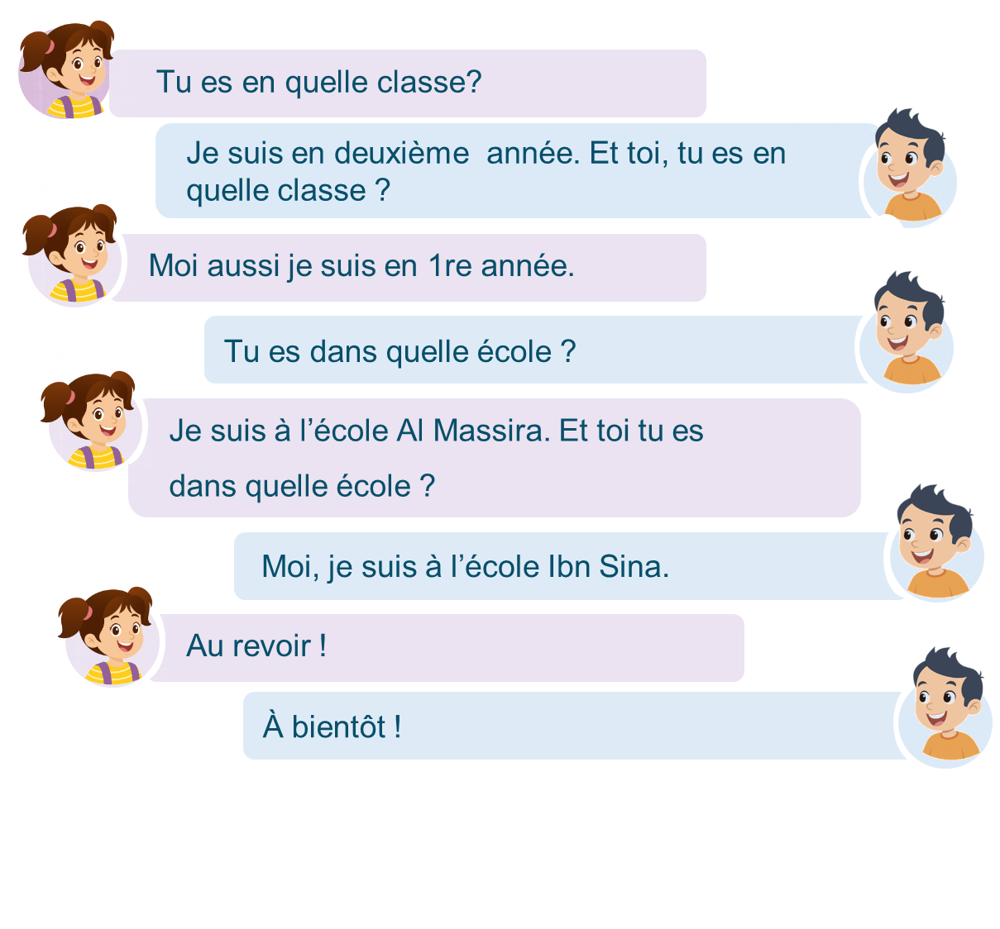 Tu es en quelle classe?
Je suis en deuxième  année. Et toi, tu es en
quelle classe ?
Moi aussi je suis en 1re année.
Tu es dans quelle école ?
Je suis à l’école Al Massira. Et toi tu es
dans quelle école ?
Moi, je suis à l’école Ibn Sina.
Au revoir !
À bientôt !